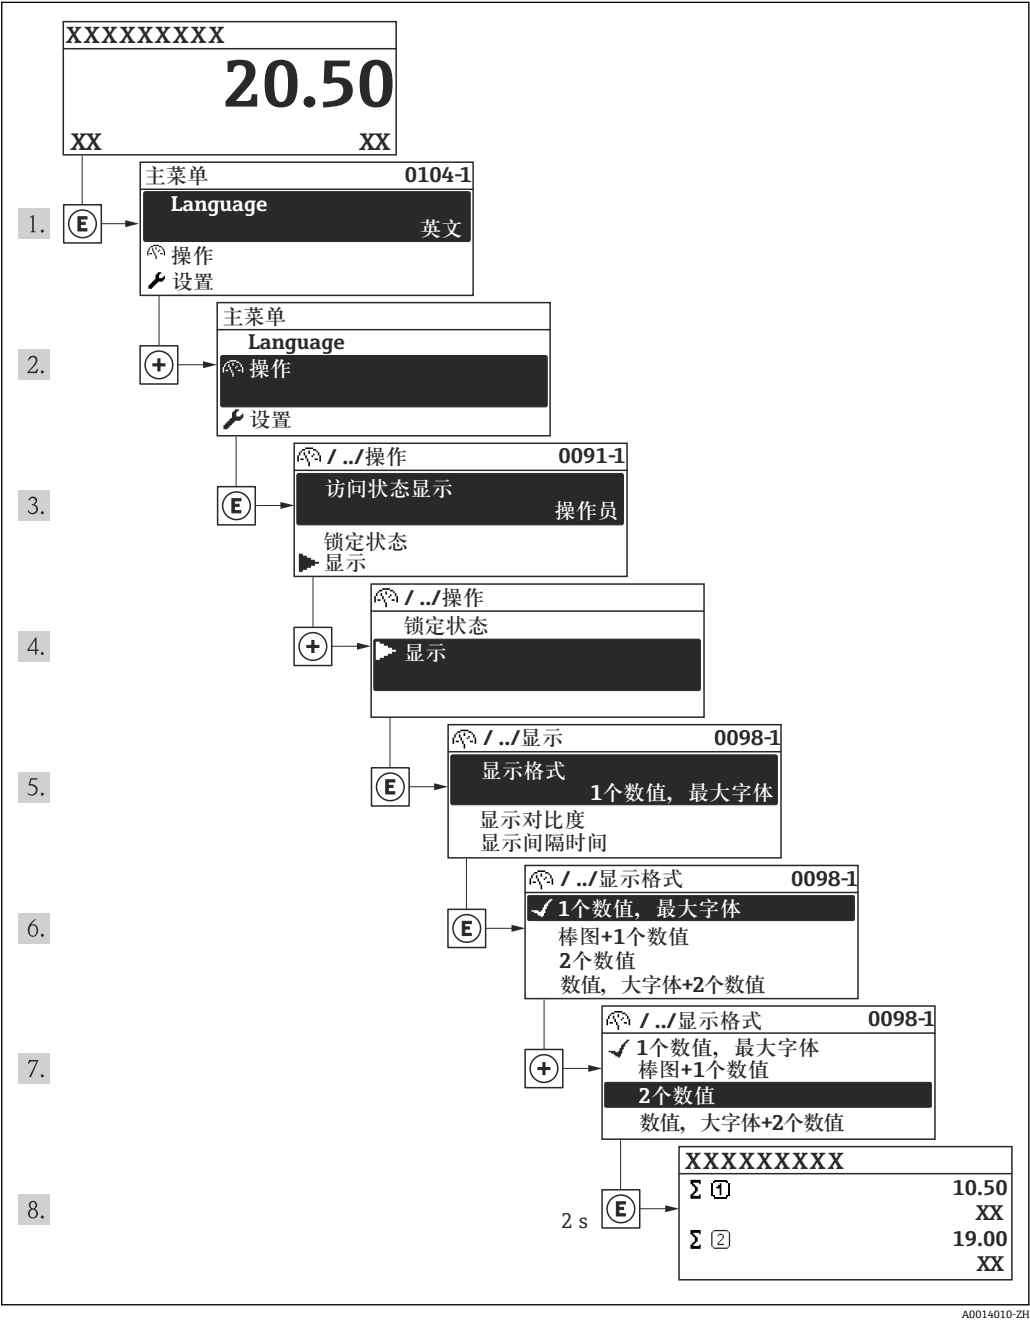 XXXXXXXXX
20.50
XX XX
主菜单 0104-1
Language
英文
操作
设置
1. E
主菜单
Language
操作
设置
2. +
/ ../操作 0091-1
访问状态显示
操作员
锁定状态
显示
3. E
/ ../操作
锁定状态
显示
4. +
/ ../显示 0098-1
显示格式
1个数值，最大字体
显示对比度
显示间隔时间
5. E
/ ../显示格式 0098-1
1个数值，最大字体
棒图+1个数值
2个数值
数值，大字体+2个数值
6. E
/ ../显示格式 0098-1
1个数值，最大字体
棒图+1个数值
2个数值
数值，大字体+2个数值
7. +
XXXXXXXXX
Σ 1 10.50
XX
Σ 2 19.00
XX
8. 2 s E
A0014010-ZH